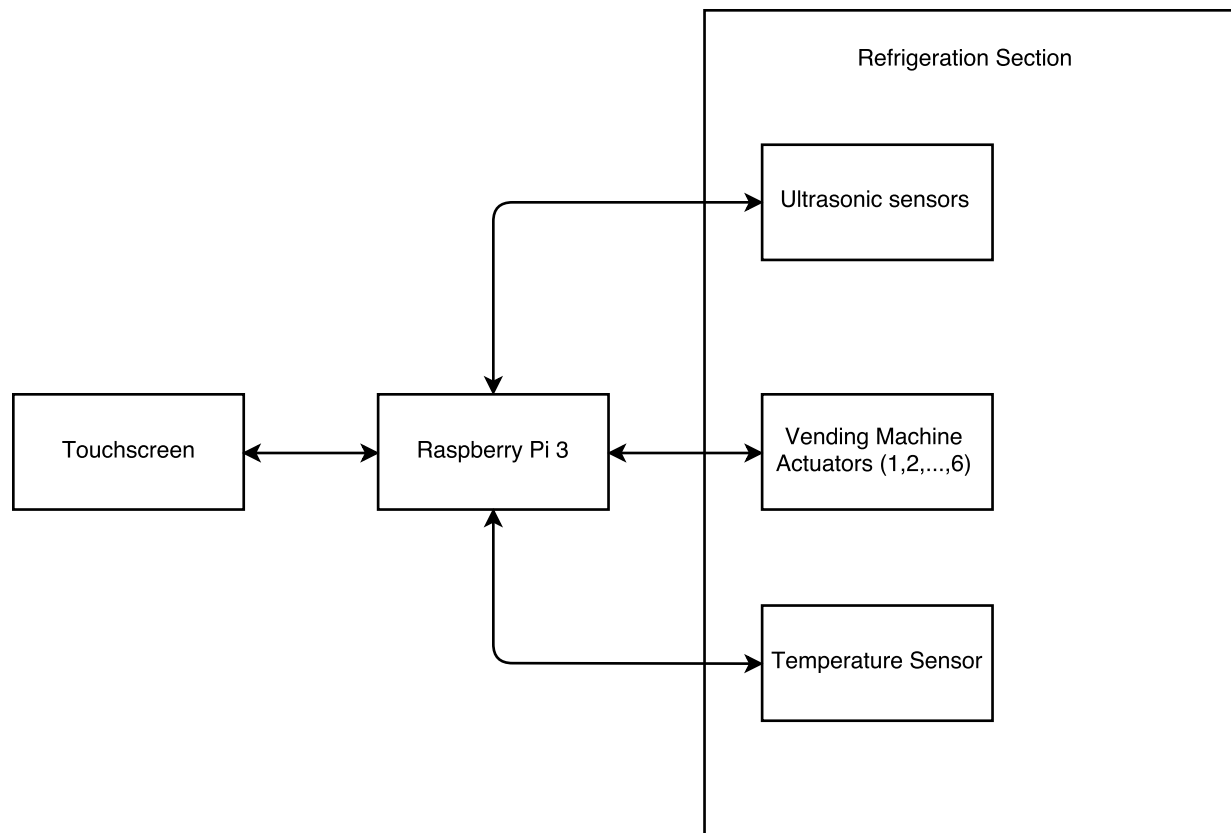 Refrigeration Section
Ultrasonic sensors
Touchscreen
Raspberry Pi 3
Vending Machine
Actuators (1,2,...,6)
Temperature Sensor